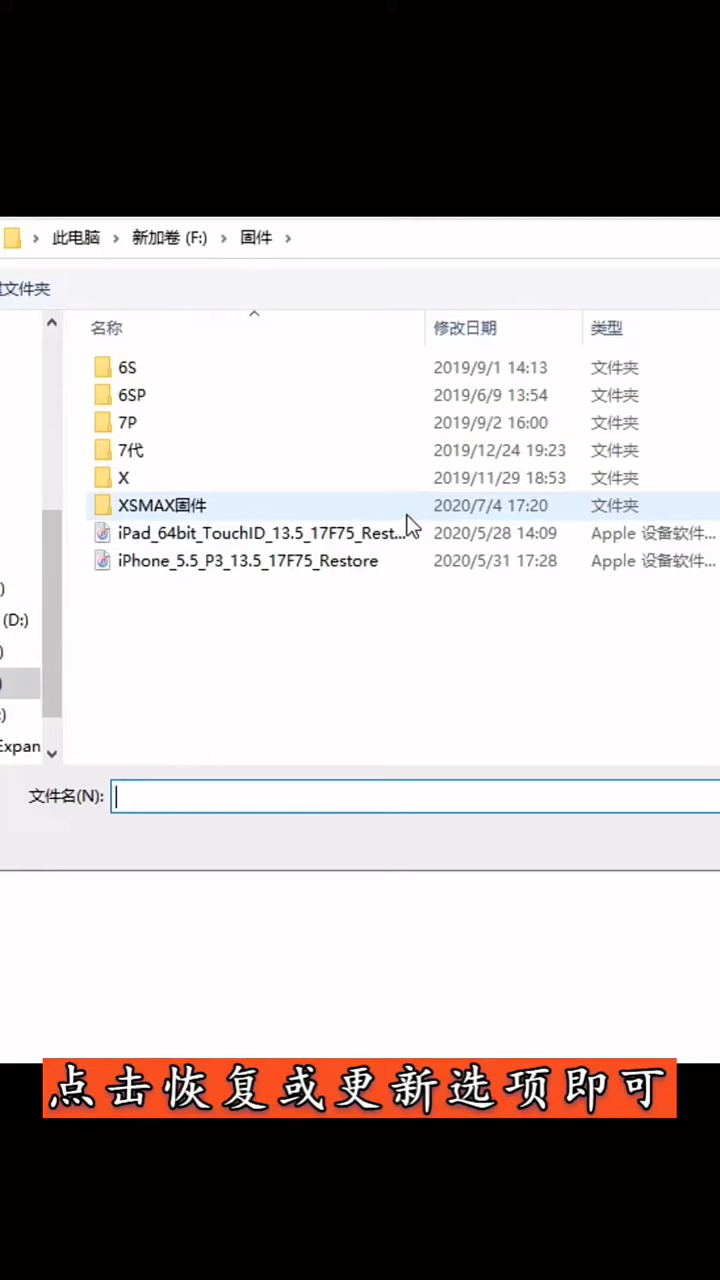 此电脑 › 新加卷 (F:) › 固件 ›
文件夹
名称 修改日期 类型
6S 2019/9/1 14:13 文件夹
6SP 2019/6/9 13:54 文件夹
7P 2019/9/2 16:00 文件夹
7代 2019/12/24 19:23 文件夹
X 2019/11/29 18:53 文件夹
XSMAX固件 2020/7/4 17:20 文件夹
iPad_64bit_TouchID_13.5_17F75_Rest... 2020/5/28 14:09 Apple 设备软件...
iPhone_5.5_P3_13.5_17F75_Restore 2020/5/31 17:28 Apple 设备软件...
)
(D:)
)
)
:)
Expan
文件名(N):
点击恢复或更新选项即可